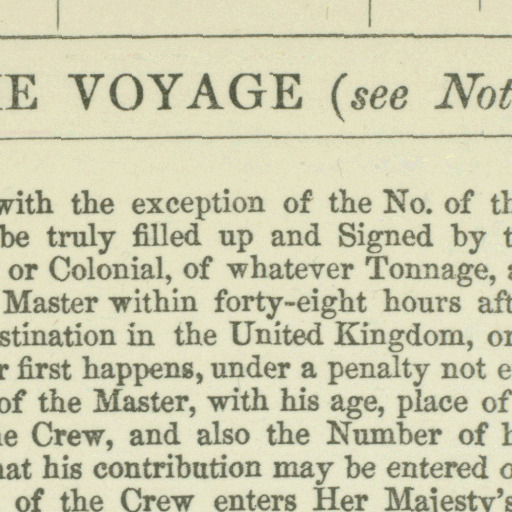 E VOYAGE (see Not
with the exception of the No. of th
be truly filled up and Signed by t
or Colonial, of whatever Tonnage, a
Master within forty-eight hours aft
stination in the United Kingdom, or
r first happens, under a penalty not e
of the Master, with his age, place of
e Crew, and also the Number of h
hat his contribution may be entered o
of the Crew enters Her Majesty's